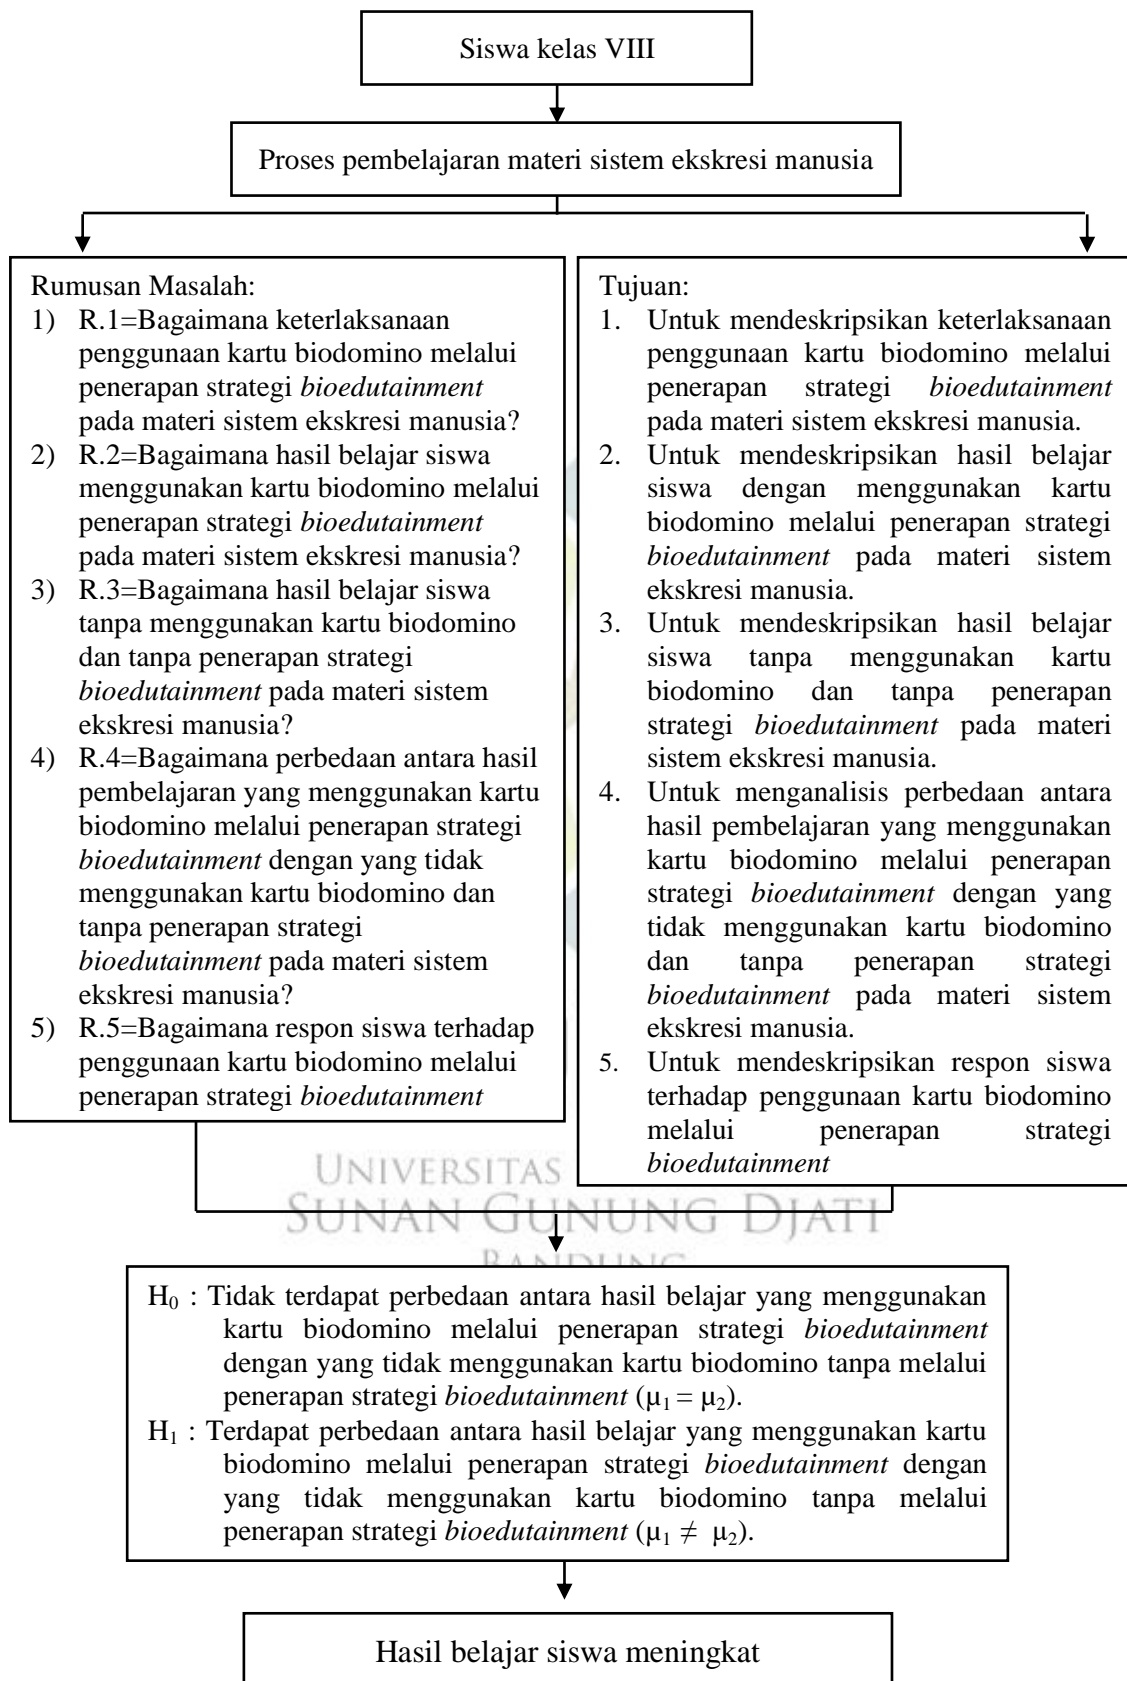 Siswa kelas VIII
Proses pembelajaran materi sistem ekskresi manusia
Rumusan Masalah:
1) R.1=Bagaimana keterlaksanaan
penggunaan kartu biodomino melalui
penerapan strategi bioedutainment
pada materi sistem ekskresi manusia?
2) R.2=Bagaimana hasil belajar siswa
menggunakan kartu biodomino melalui
penerapan strategi bioedutainment
pada materi sistem ekskresi manusia?
3) R.3=Bagaimana hasil belajar siswa
tanpa menggunakan kartu biodomino
dan tanpa penerapan strategi
bioedutainment pada materi sistem
ekskresi manusia?
4) R.4=Bagaimana perbedaan antara hasil
pembelajaran yang menggunakan kartu
biodomino melalui penerapan strategi
bioedutainment dengan yang tidak
menggunakan kartu biodomino dan
tanpa penerapan strategi
bioedutainment pada materi sistem
ekskresi manusia?
5) R.5=Bagaimana respon siswa terhadap
penggunaan kartu biodomino melalui
penerapan strategi bioedutainment
Tujuan:
1. Untuk mendeskripsikan keterlaksanaan
penggunaan kartu biodomino melalui
penerapan strategi bioedutainment
pada materi sistem ekskresi manusia.
2. Untuk mendeskripsikan hasil belajar
siswa dengan menggunakan kartu
biodomino melalui penerapan strategi
bioedutainment pada materi sistem
ekskresi manusia.
3. Untuk mendeskripsikan hasil belajar
siswa tanpa menggunakan kartu
biodomino dan tanpa penerapan
strategi bioedutainment pada materi
sistem ekskresi manusia.
4. Untuk menganalisis perbedaan antara
hasil pembelajaran yang menggunakan
kartu biodomino melalui penerapan
strategi bioedutainment dengan yang
tidak menggunakan kartu biodomino
dan tanpa penerapan strategi
bioedutainment pada materi sistem
ekskresi manusia.
5. Untuk mendeskripsikan respon siswa
terhadap penggunaan kartu biodomino
melalui penerapan strategi
bioedutainment
UNIVERSITAS
SUNAN GUNUNG DJATI
BANDUNG
H₀ : Tidak terdapat perbedaan antara hasil belajar yang menggunakan
kartu biodomino melalui penerapan strategi bioedutainment
dengan yang tidak menggunakan kartu biodomino tanpa melalui
penerapan strategi bioedutainment (µ₁ = µ₂).
H₁ : Terdapat perbedaan antara hasil belajar yang menggunakan kartu
biodomino melalui penerapan strategi bioedutainment dengan
yang tidak menggunakan kartu biodomino tanpa melalui
penerapan strategi bioedutainment (µ₁ ≠ µ₂).
Hasil belajar siswa meningkat